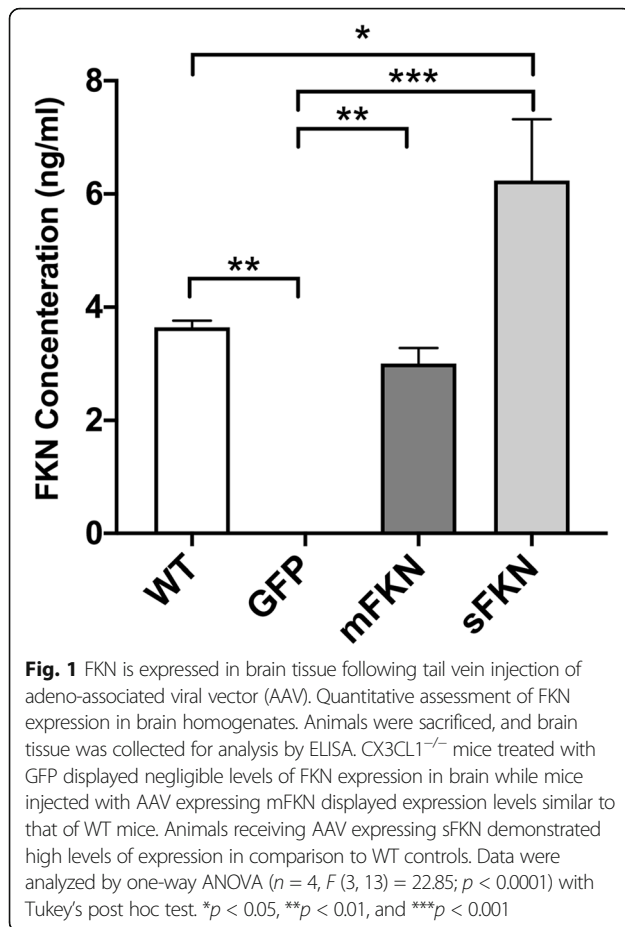 *
***
**
**
8
6
4
2
0
FKN Conceteration (ng/ml)
WT
GFP
mFKN
sFKN
Fig. 1 FKN is expressed in brain tissue following tail vein injection of
adeno-associated viral vector (AAV). Quantitative assessment of FKN
expression in brain homogenates. Animals were sacrificed, and brain
tissue was collected for analysis by ELISA. CX3CL1−/− mice treated with
GFP displayed negligible levels of FKN expression in brain while mice
injected with AAV expressing mFKN displayed expression levels similar to
that of WT mice. Animals receiving AAV expressing sFKN demonstrated
high levels of expression in comparison to WT controls. Data were
analyzed by one-way ANOVA (n = 4, F (3, 13) = 22.85; p < 0.0001) with
Tukey's post hoc test. *p < 0.05, **p < 0.01, and ***p < 0.001